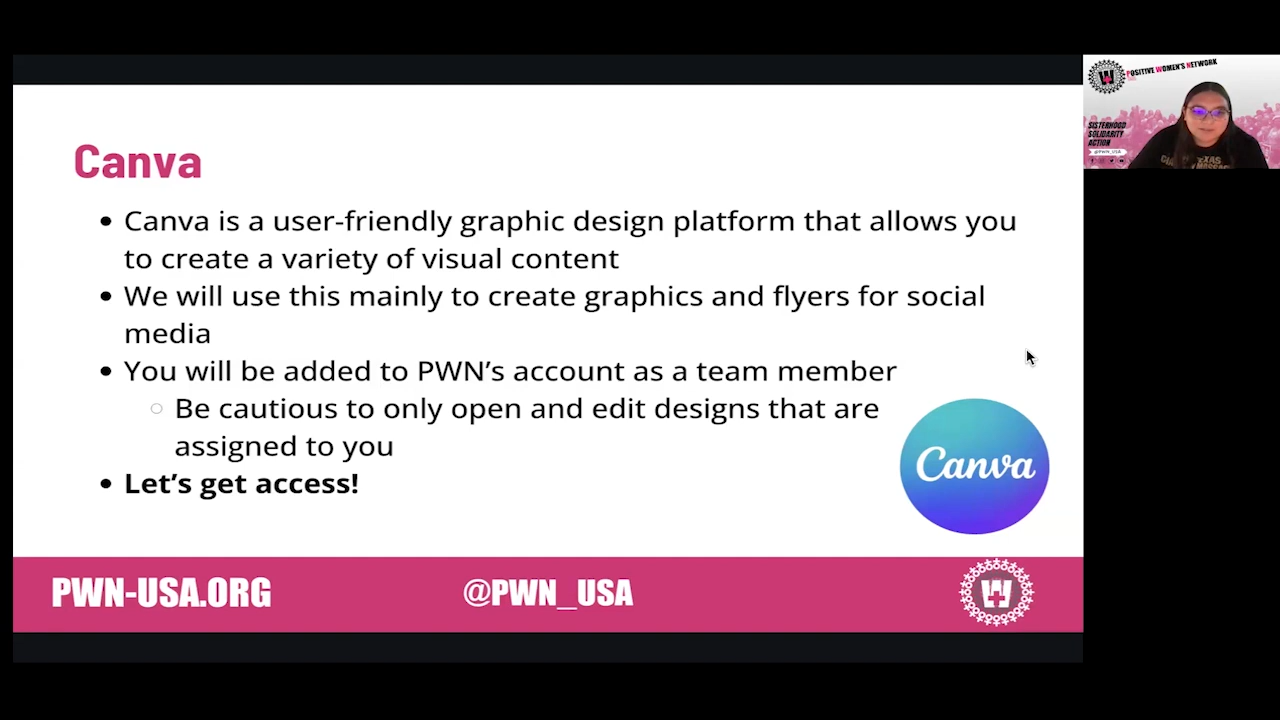 Canva
Canva is a user-friendly graphic design platform that allows you
to create a variety of visual content
We will use this mainly to create graphics and flyers for social
media
You will be added to PWN’s account as a team member
Be cautious to only open and edit designs that are
assigned to you
Let’s get access!
Canva
PWN-USA.ORG
@PWN_USA
POSITIVE WOMEN'S NETWORK
SISTERHOOD
SOLIDARITY
ACTION
@PWN_USA
TEXAS